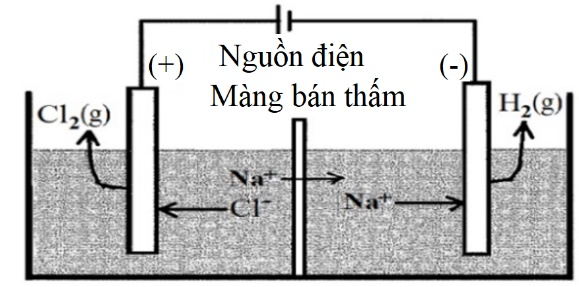 (+) Nguồn điện (-)
Màng bán thấm
Cl₂(g)
H₂(g)
Na⁺
Cl⁻
Na⁺